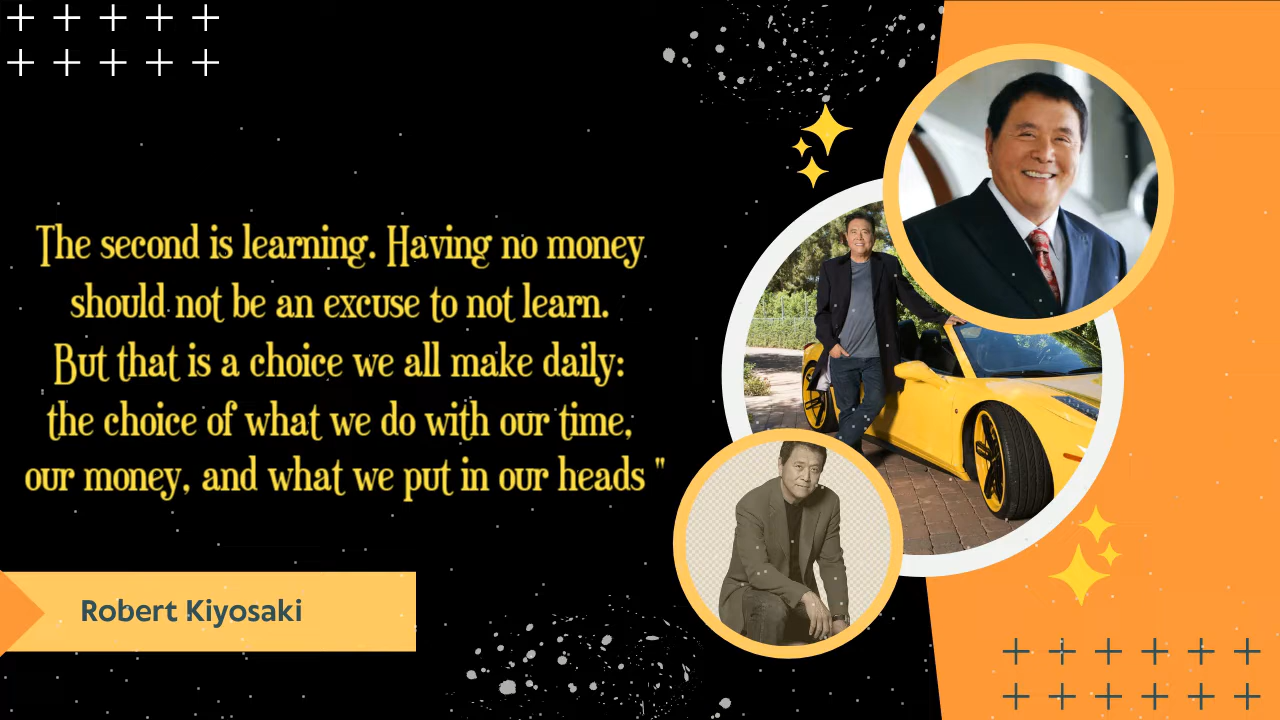 The second is learning. Having no money
should not be an excuse to not learn.
But that is a choice we all make daily:
the choice of what we do with our time,
our money, and what we put in our heads "
Robert Kiyosaki